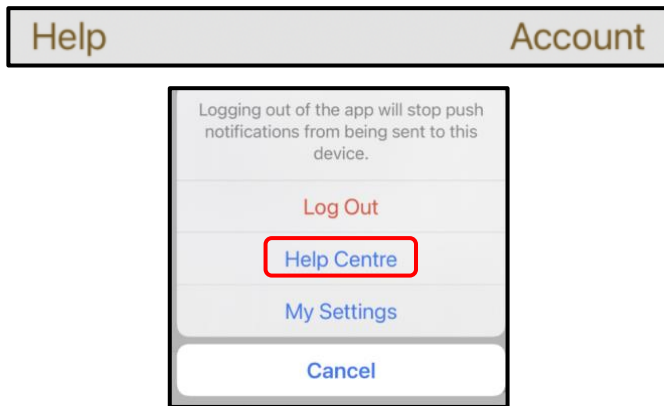 Help Account
Logging out of the app will stop push
notifications from being sent to this
device.
Log Out
Help Centre
My Settings
Cancel